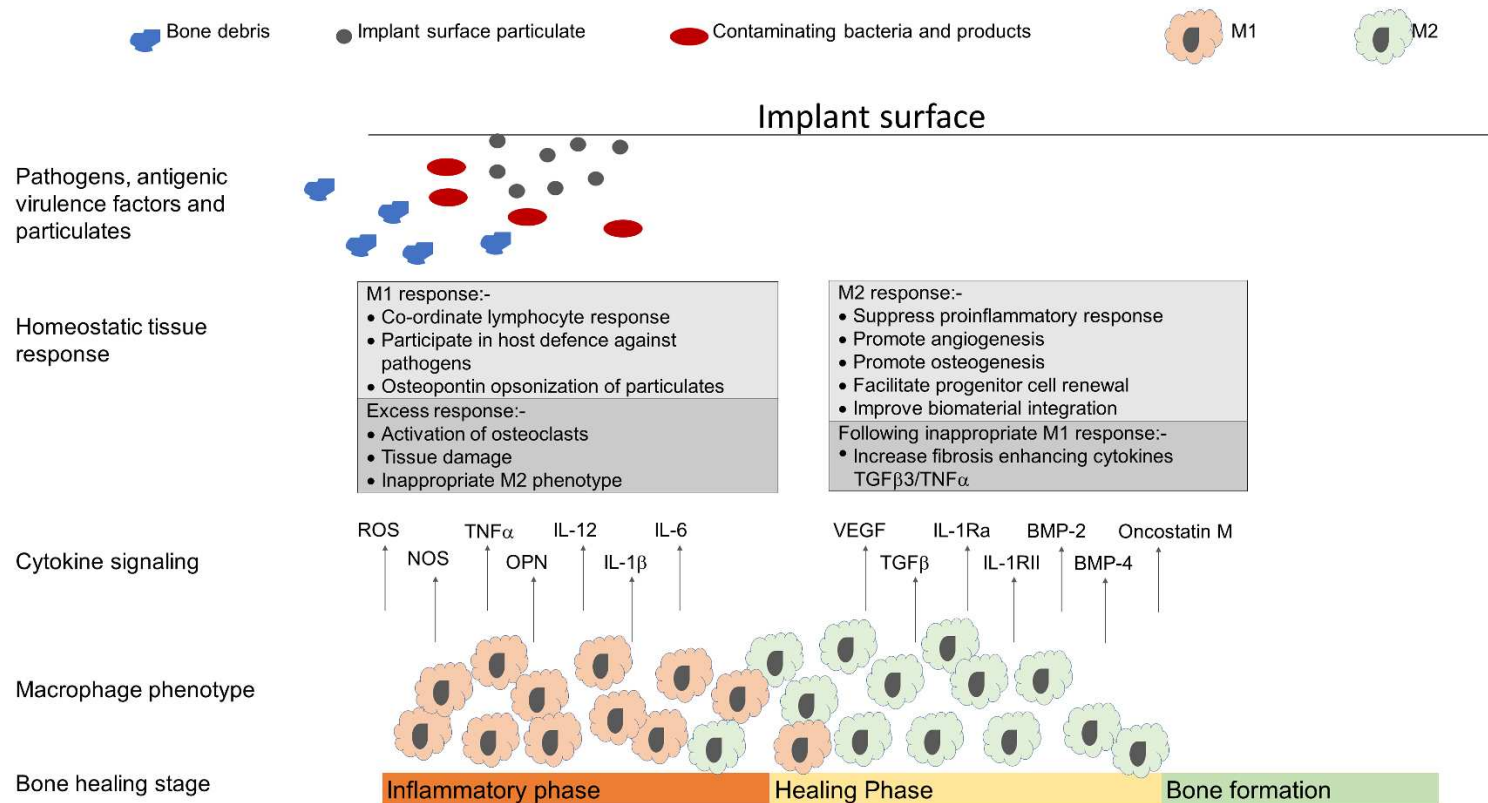 Bone debris
Implant surface particulate
Contaminating bacteria and products
M1
M2
Implant surface
Pathogens, antigenic
virulence factors and
particulates
Homeostatic tissue
response
M1 response:-
• Co-ordinate lymphocyte response
• Participate in host defence against
pathogens
• Osteopontin opsonization of particulates
Excess response:-
• Activation of osteoclasts
• Tissue damage
• Inappropriate M2 phenotype
M2 response:-
• Suppress proinflammatory response
• Promote angiogenesis
• Promote osteogenesis
• Facilitate progenitor cell renewal
• Improve biomaterial integration
Following inappropriate M1 response:-
• Increase fibrosis enhancing cytokines
TGFβ3/TNFα
Cytokine signaling
ROS
NOS
TNFα
OPN
IL-12
IL-1β
IL-6
VEGF
TGFβ
IL-1Ra
IL-1RII
BMP-2
BMP-4
Oncostatin M
Macrophage phenotype
Bone healing stage
Inflammatory phase
Healing Phase
Bone formation